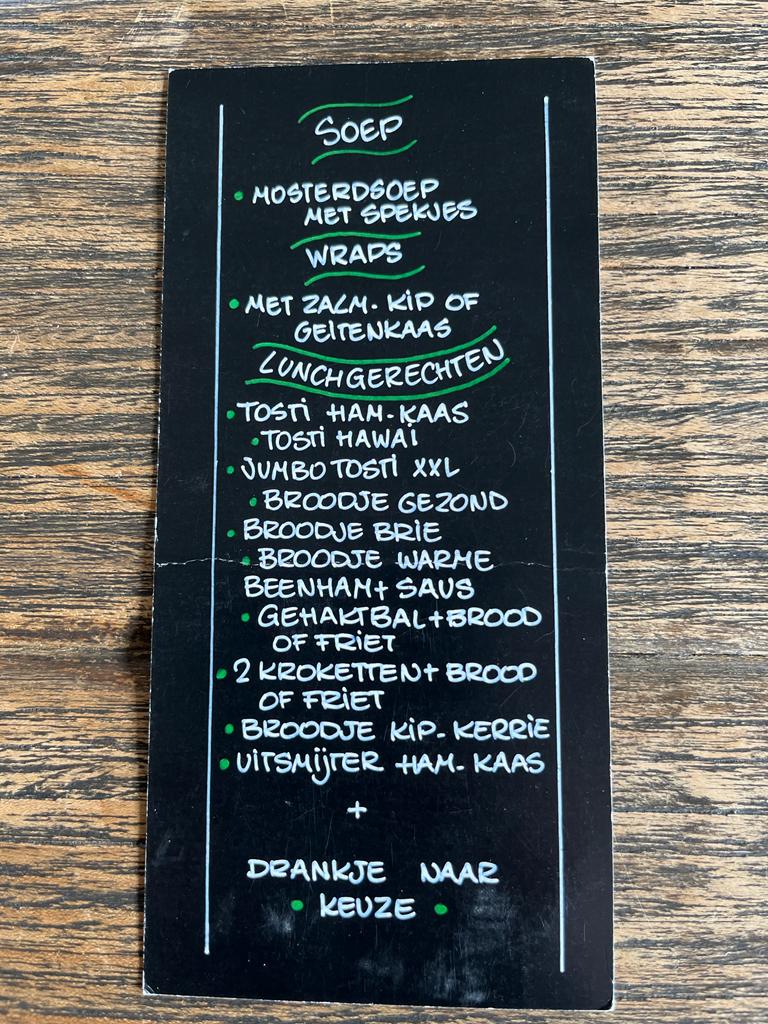 SOEP
• MOSTERDSOEP
MET SPEKJES
WRAPS
• MET ZALM - KIP OF
GEITENKAAS
LUNCHGERECHTEN
• TOSTI HAM-KAAS
• TOSTI HAWAI
• JUMBO TOSTI XXL
• BROODJE GEZOND
• BROODJE BRIE
• BROODJE WARME
BEENHAM + SAUS
• GEHAKTBAL + BROOD
OF FRIET
• 2 KROKETTEN + BROOD
OF FRIET
• BROODJE KIP-KERRIE
• UITSMIJTER HAM-KAAS
+
DRANKJE NAAR
• KEUZE •